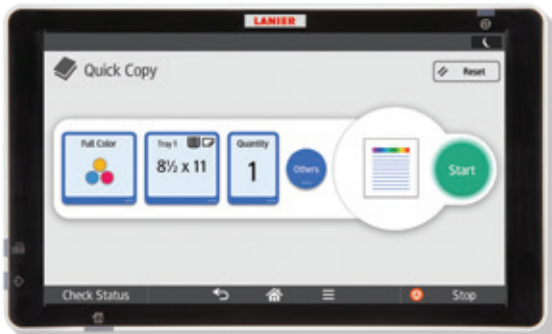 LANIER
Quick Copy
Reset
Full Color
Tray 1
8½ x 11
Quantity
1
Others
Start
Check Status
Stop